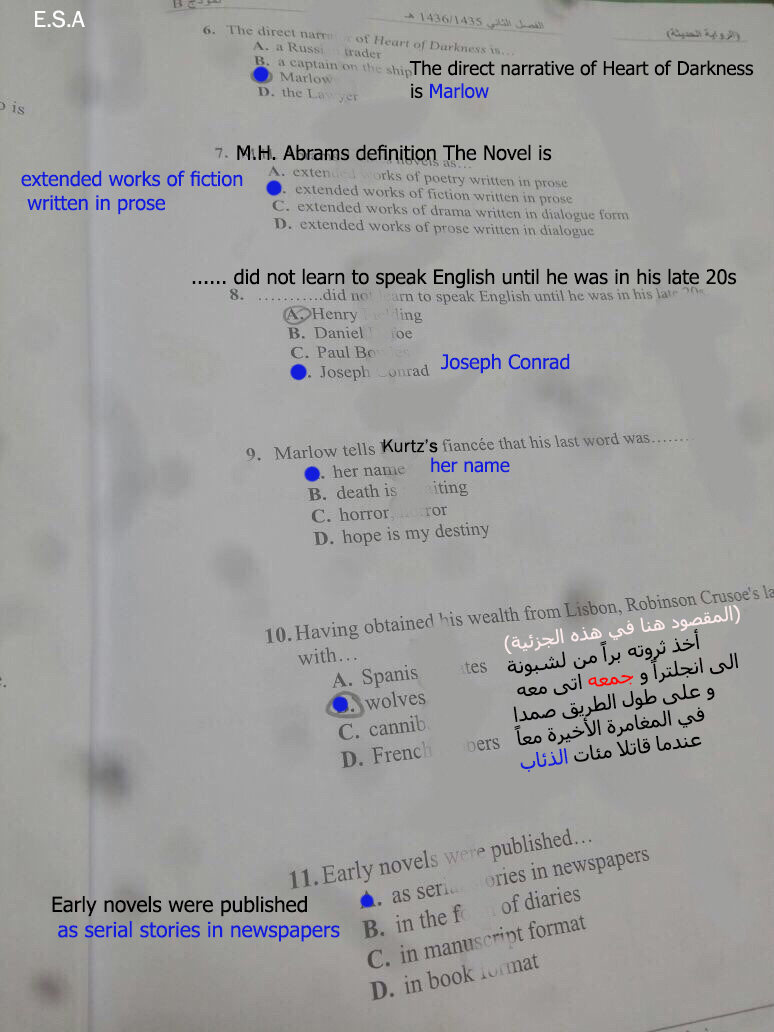 E.S.A
نموذج B
الفصل الثاني 1436/1435 هـ
(الرواية الحديثة)
6. The direct narr of Heart of Darkness is...
A. a Russi trader
B. a captain on the ship
Marlow
D. the Lawyer
The direct narrative of Heart of Darkness
is Marlow
o is
7. M.H. Abrams definition The Novel is
novels as...
extended works of fiction
written in prose
A. extended works of poetry written in prose
. extended works of fiction written in prose
C. extended works of drama written in dialogue form
D. extended works of prose written in dialogue
...... did not learn to speak English until he was in his late 20s
8. ...........did not learn to speak English until he was in his late 20s
A. Henry lding
B. Daniel oe
C. Paul Bo
. Joseph Conrad
Joseph Conrad
9. Marlow tells Kurtz's fiancée that his last word was.......
. her name
her name
B. death is iting
C. horror, ror
D. hope is my destiny
10. Having obtained his wealth from Lisbon, Robinson Crusoe's la
with...
A. Spanis tes
. wolves
C. cannib
D. French bers
(المقصود هنا في هذه الجزئية)
أخذ ثروته براً من لشبونة
الى انجلتراً و جمعه اتى معه
و على طول الطريق صمدا
في المغامرة الأخيرة معاً
عندما قاتلا مئات الذئاب
11. Early novels were published...
A. as seri ories in newspapers
B. in the f of diaries
C. in manuscript format
D. in book format
Early novels were published
as serial stories in newspapers